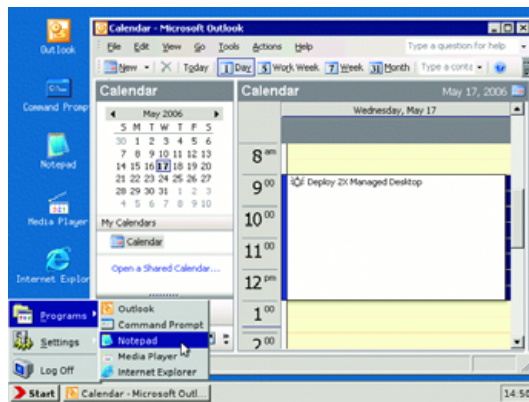 Outlook
Command Promp
Notepad
Media Player
Internet Explor
Calendar - Microsoft Outlook
File Edit View Go Tools Actions Help Type a question for help
New Today 1 Day 5 Work Week 7 Week 31 Month Type a conta
Calendar
May 2006
S M T W T F S
30 1 2 3 4 5 6
7 8 9 10 11 12 13
14 15 16 17 18 19 20
21 22 23 24 25 26 27
28 29 30 31 1 2 3
4 5 6 7 8 9 10
My Calendars
Calendar
Open a Shared Calendar...
Calendar May 17, 2006
Wednesday, May 17
8 am
9 00 Deploy 2X Managed Desktop
10 00
11 00
12 pm
1 00
2 00
Programs
Settings
Log Off
Outlook
Command Prompt
Notepad
Media Player
Internet Explorer
Start Calendar - Microsoft Outl... 14:50